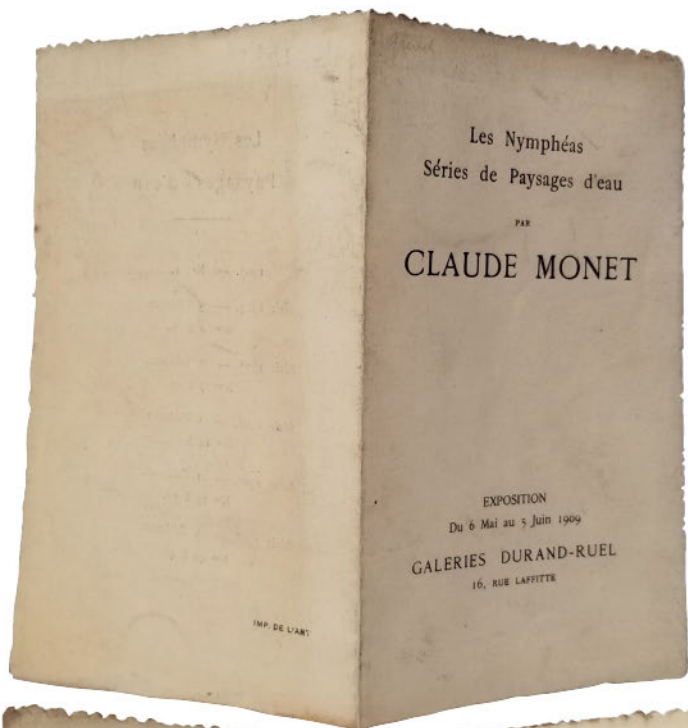 Les Nymphéas
Séries de Paysages d'eau
PAR
CLAUDE MONET
EXPOSITION
Du 6 Mai au 5 Juin 1909
GALERIES DURAND-RUEL
16, RUE LAFFITTE
IMP. DE L'ART